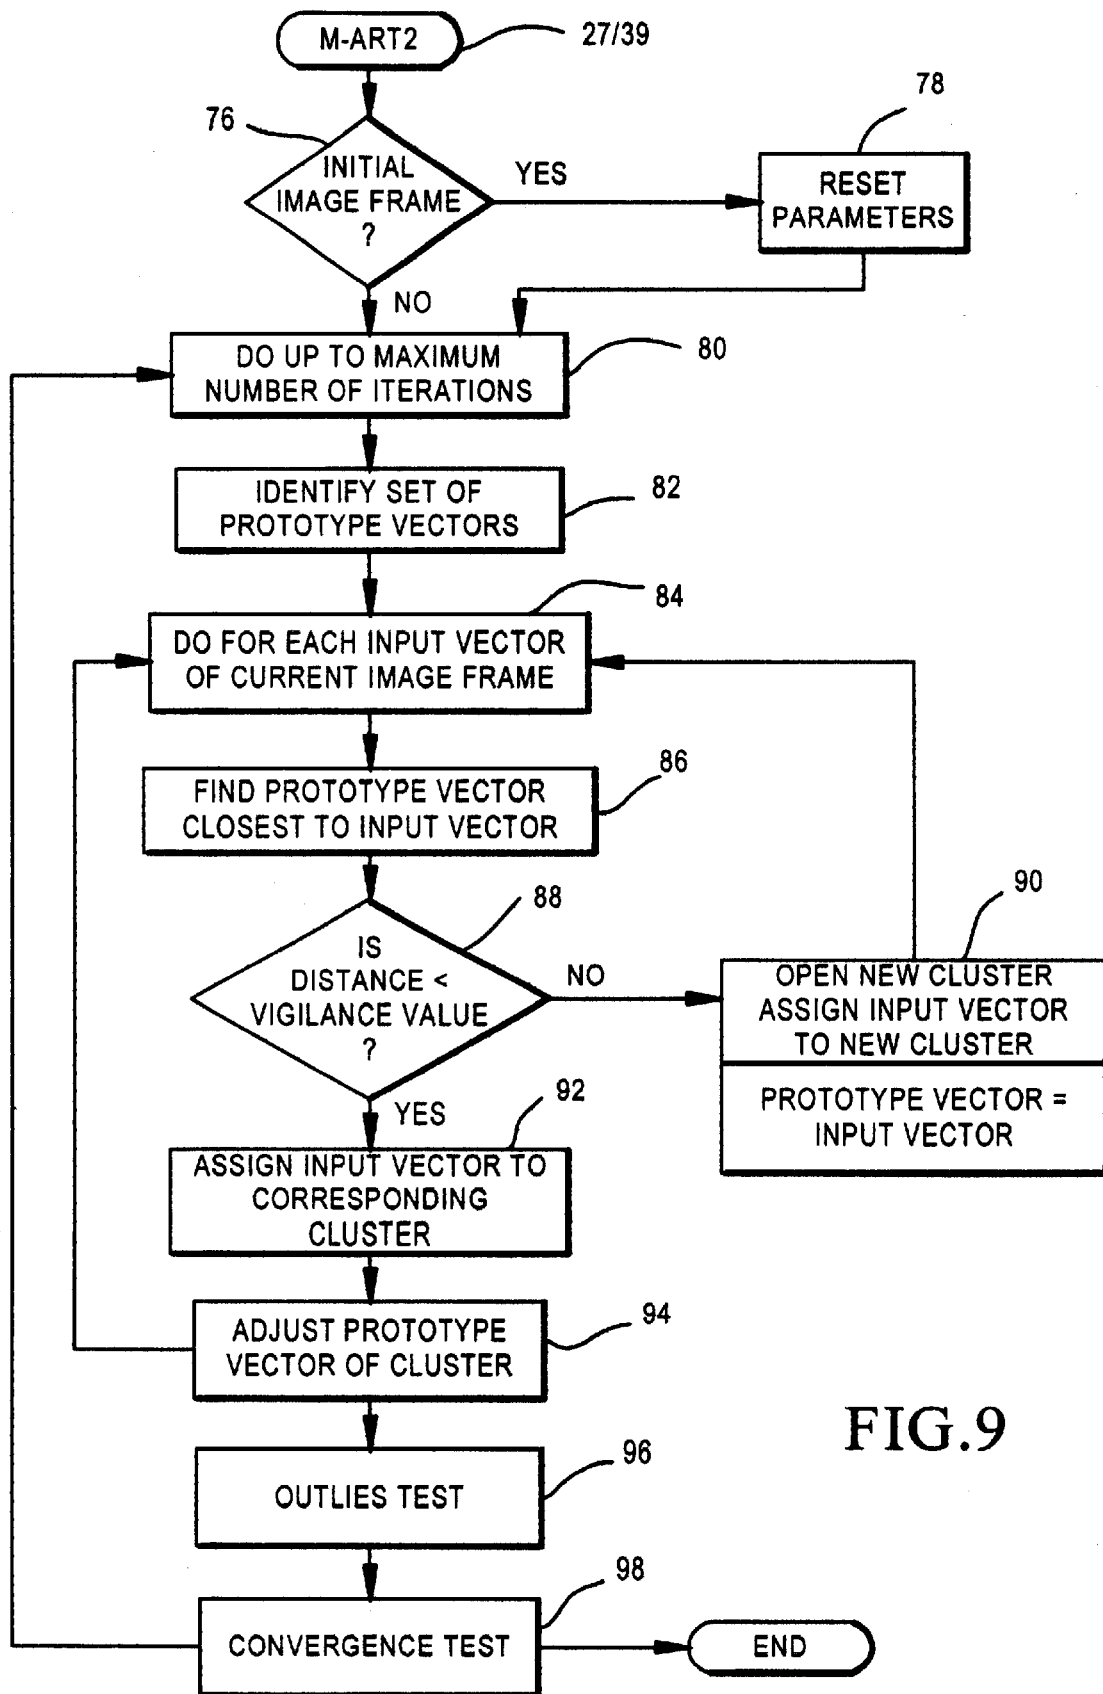 M-ART2
27/39
76
INITIAL
IMAGE FRAME
?
YES
78
RESET
PARAMETERS
NO
DO UP TO MAXIMUM
NUMBER OF ITERATIONS
80
IDENTIFY SET OF
PROTOTYPE VECTORS
82
84
DO FOR EACH INPUT VECTOR
OF CURRENT IMAGE FRAME
86
FIND PROTOTYPE VECTOR
CLOSEST TO INPUT VECTOR
88
IS
DISTANCE <
VIGILANCE VALUE
?
NO
90
OPEN NEW CLUSTER
ASSIGN INPUT VECTOR
TO NEW CLUSTER
PROTOTYPE VECTOR =
INPUT VECTOR
YES
92
ASSIGN INPUT VECTOR TO
CORRESPONDING
CLUSTER
94
ADJUST PROTOTYPE
VECTOR OF CLUSTER
FIG.9
96
OUTLIES TEST
98
CONVERGENCE TEST
END